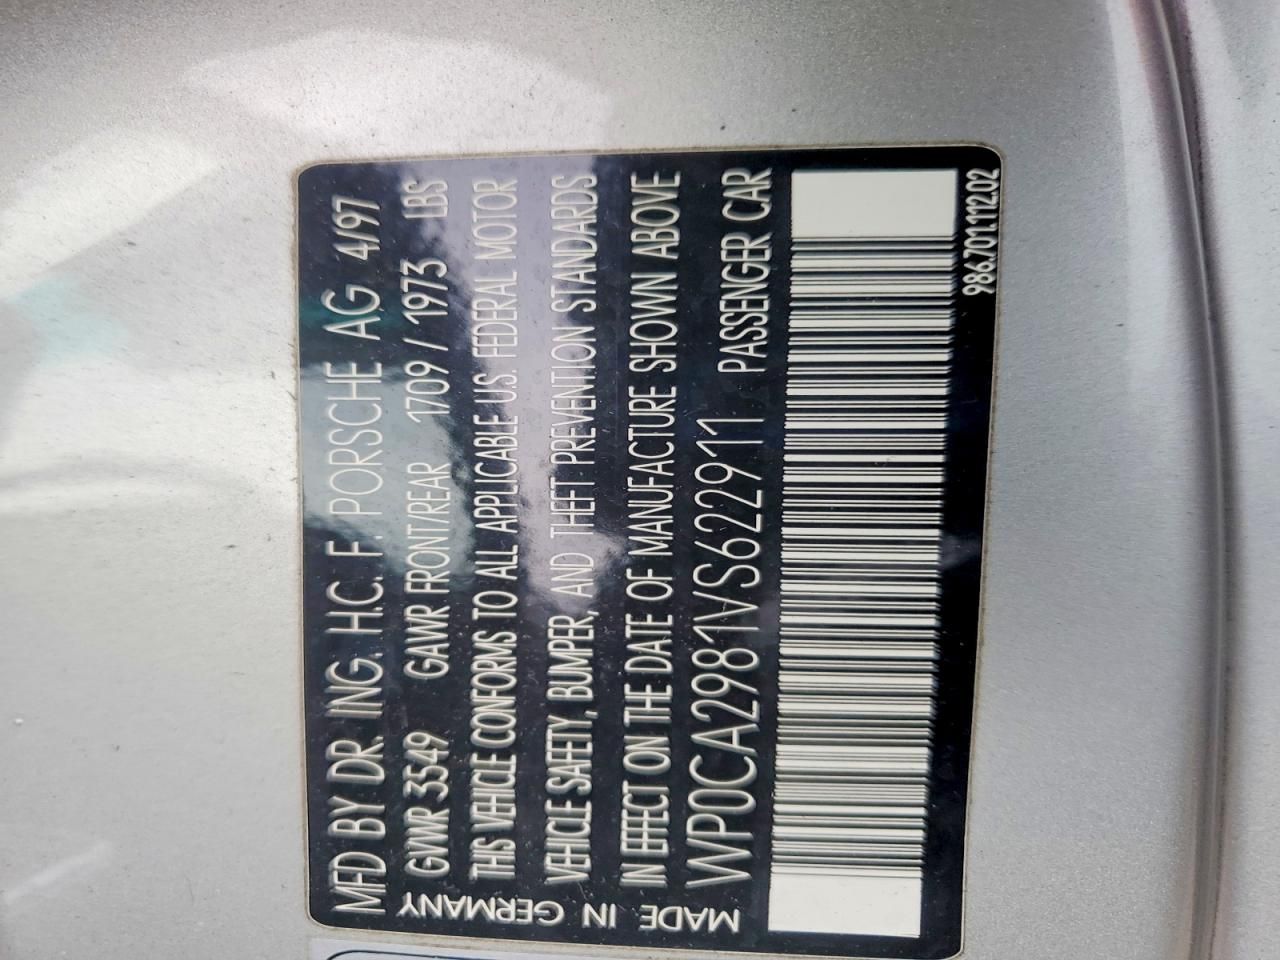 MFD BY DR. ING. H.C. F. PORSCHE AG 4/97
GVWR 3549 GAWR FRONT/REAR 1709 / 1973 LBS
THIS VEHICLE CONFORMS TO ALL APPLICABLE U.S. FEDERAL MOTOR
VEHICLE SAFETY, BUMPER, AND THEFT PREVENTION STANDARDS
IN EFFECT ON THE DATE OF MANUFACTURE SHOWN ABOVE
WP0CA2981VS622911 PASSENGER CAR
MADE IN GERMANY
986.701.112.02